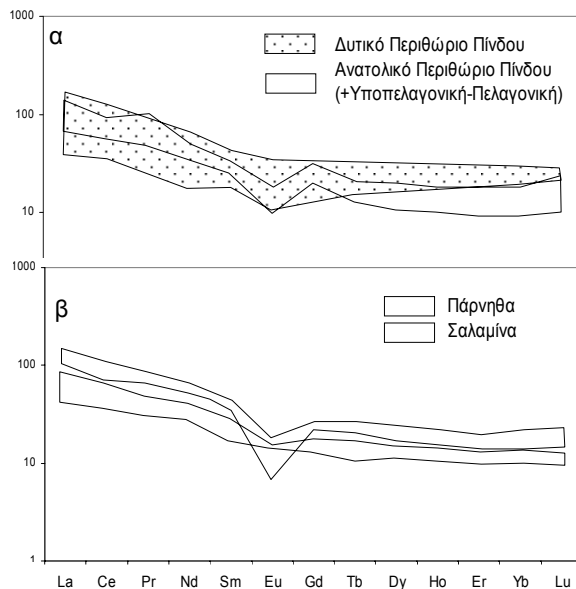 1000
α
Δυτικό Περιθώριο Πίνδου
Ανατολικό Περιθώριο Πίνδου
(+Υποπελαγονική-Πελαγονική)
100
10
1000
β
Πάρνηθα
Σαλαμίνα
100
10
1
La Ce Pr Nd Sm Eu Gd Tb Dy Ho Er Yb Lu